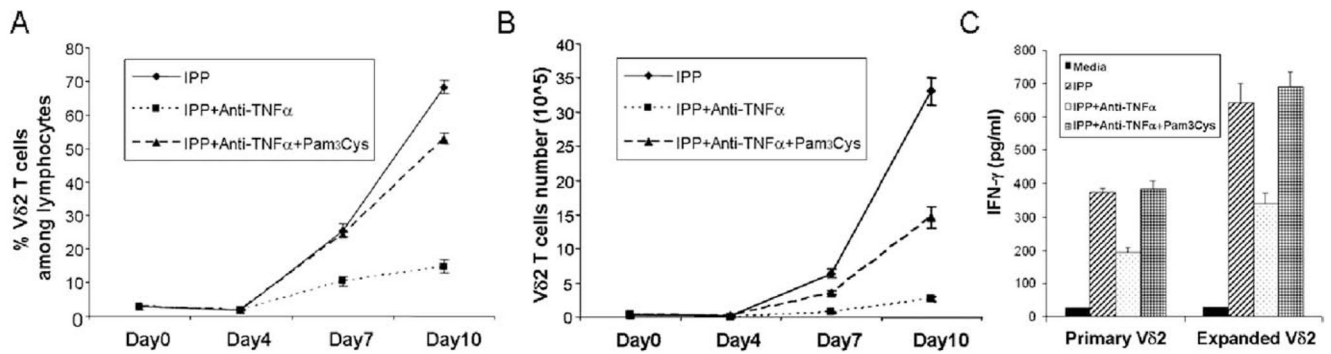 A
% Vδ2 T cells
among lymphocytes
80
70
60
50
40
30
20
10
0
IPP
IPP+Anti-TNFα
IPP+Anti-TNFα+Pam3Cys
Day0 Day4 Day7 Day10
B
Vδ2 T cells number (10^5)
40
35
30
25
20
15
10
5
0
IPP
IPP+Anti-TNFα
IPP+Anti-TNFα+Pam3Cys
Day0 Day4 Day7 Day10
C
IFN-γ (pg/ml)
800
700
600
500
400
300
200
100
0
Media
IPP
IPP+Anti-TNFα
IPP+Anti-TNFα+Pam3Cys
Primary Vδ2 Expanded Vδ2